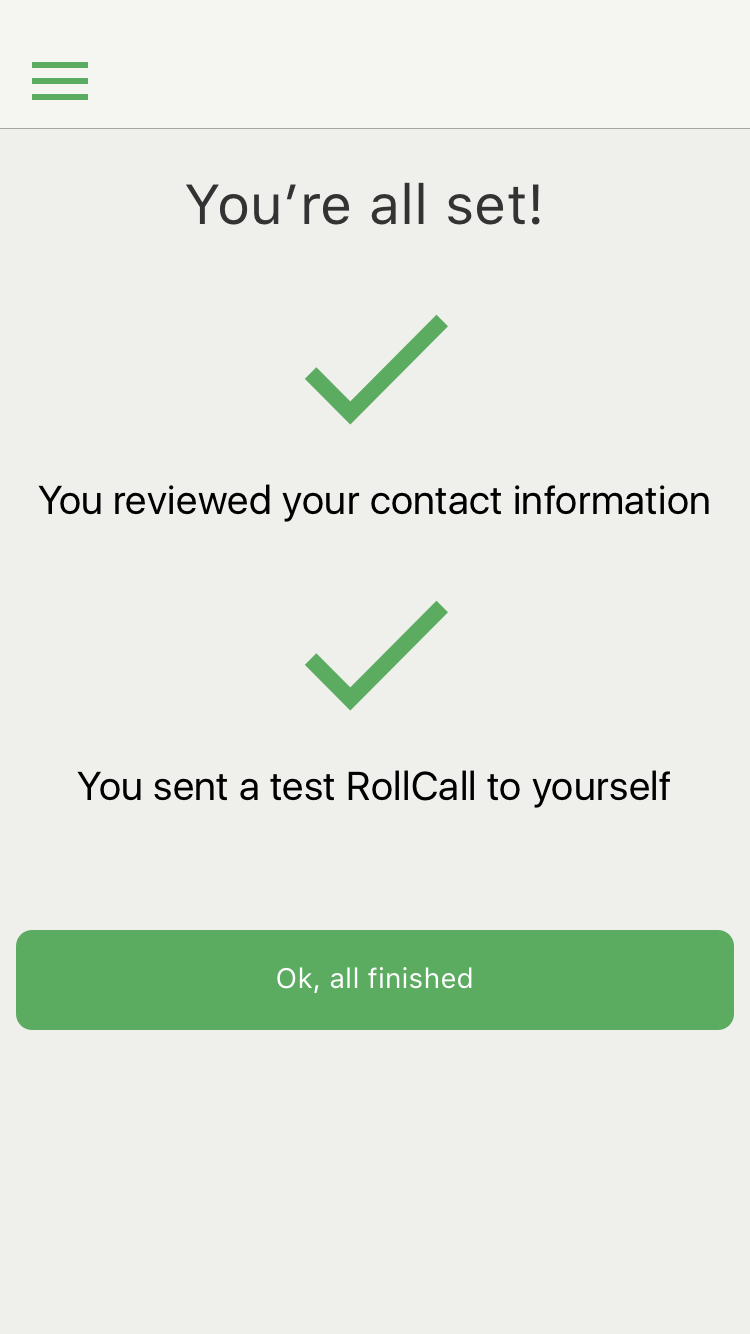 You’re all set!
You reviewed your contact information
You sent a test RollCall to yourself
Ok, all finished